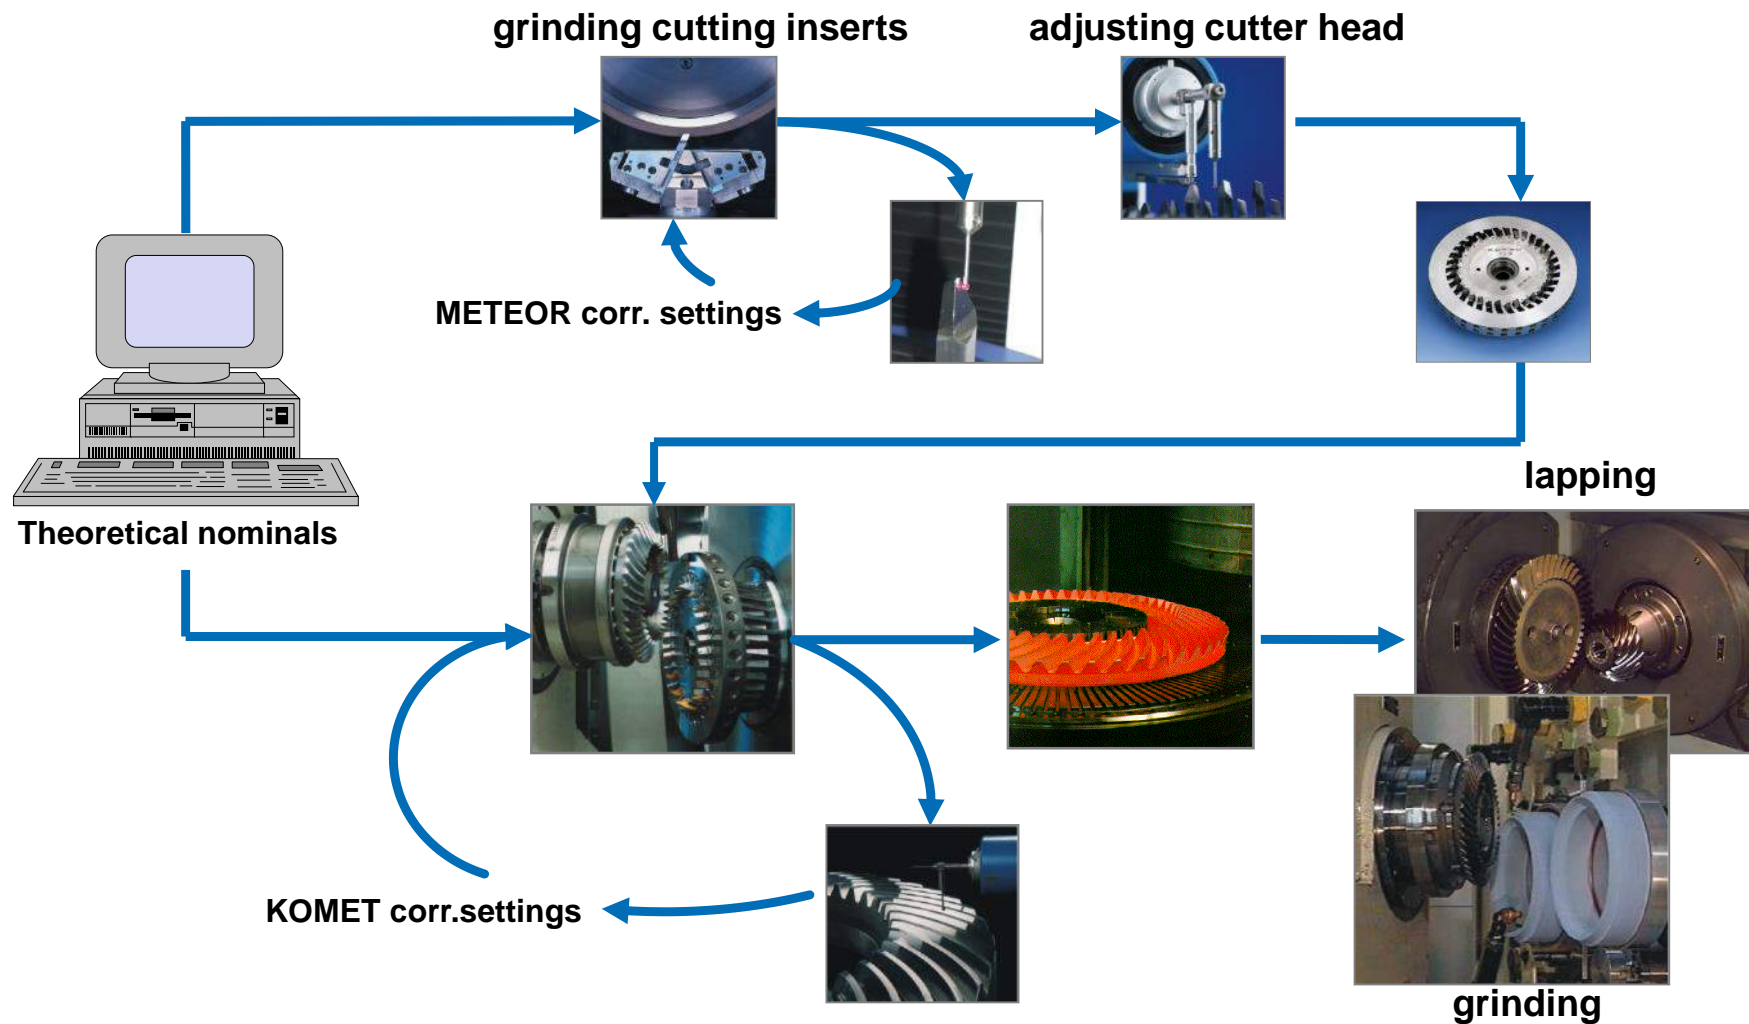 grinding cutting inserts
adjusting cutter head
METEOR corr. settings
lapping
Theoretical nominals
KOMET corr.settings
grinding